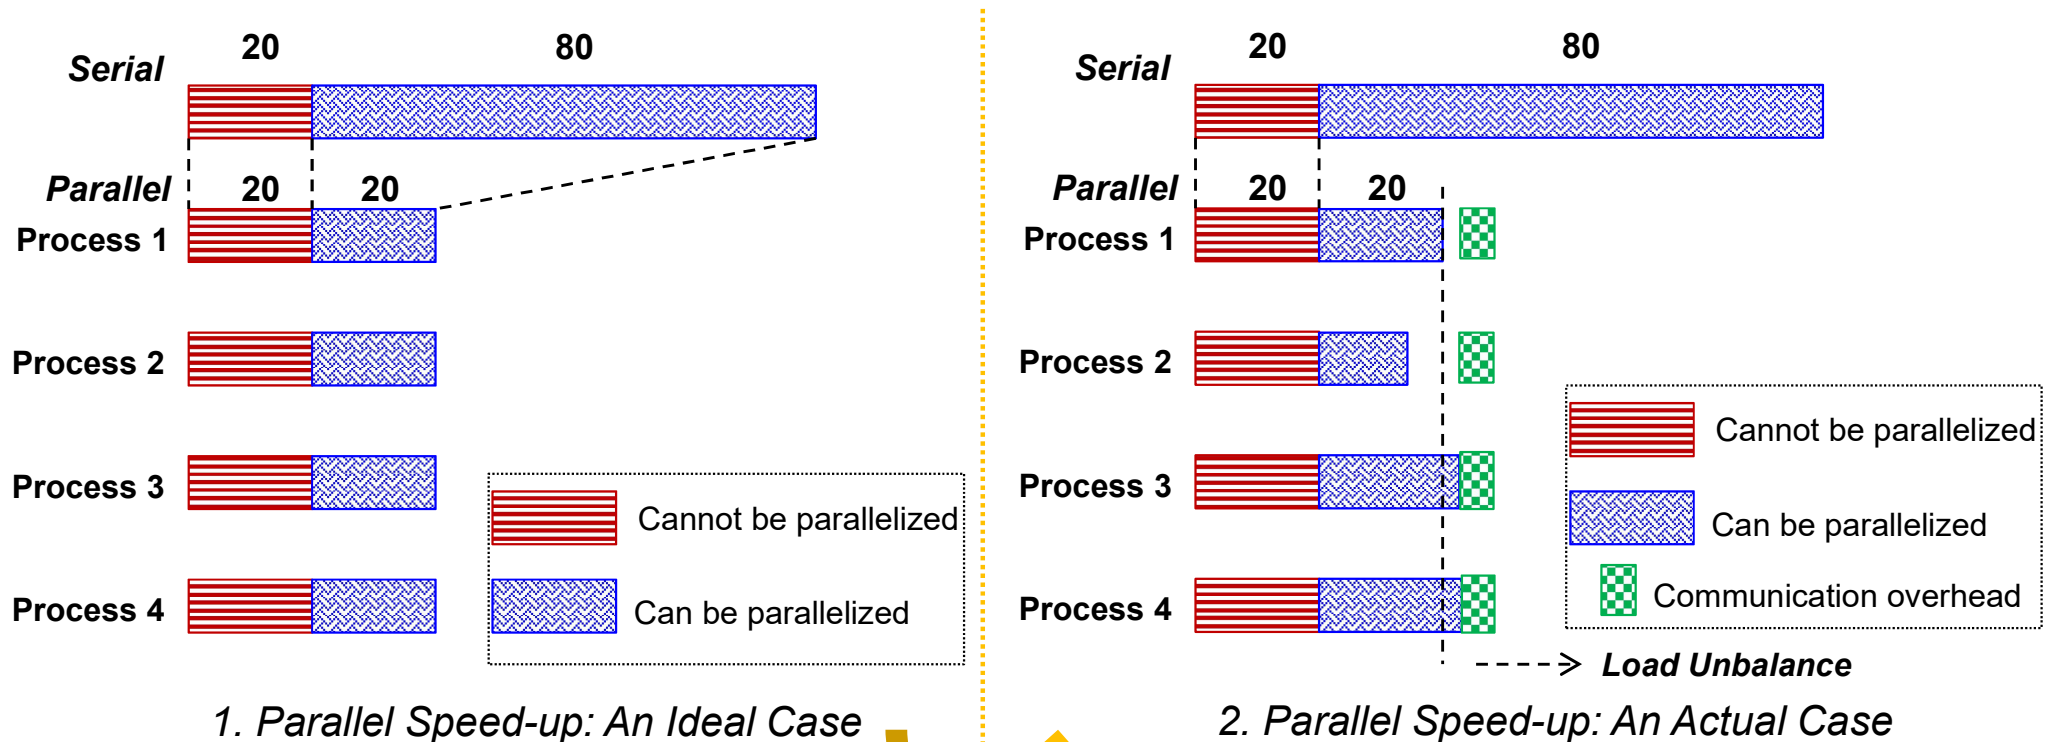 20 80
Serial
Parallel 20 20
Process 1
Process 2
Process 3
Cannot be parallelized
Process 4
Can be parallelized
1. Parallel Speed-up: An Ideal Case
20 80
Serial
Parallel 20 20
Process 1
Process 2
Cannot be parallelized
Process 3
Can be parallelized
Process 4
Communication overhead
Load Unbalance
2. Parallel Speed-up: An Actual Case